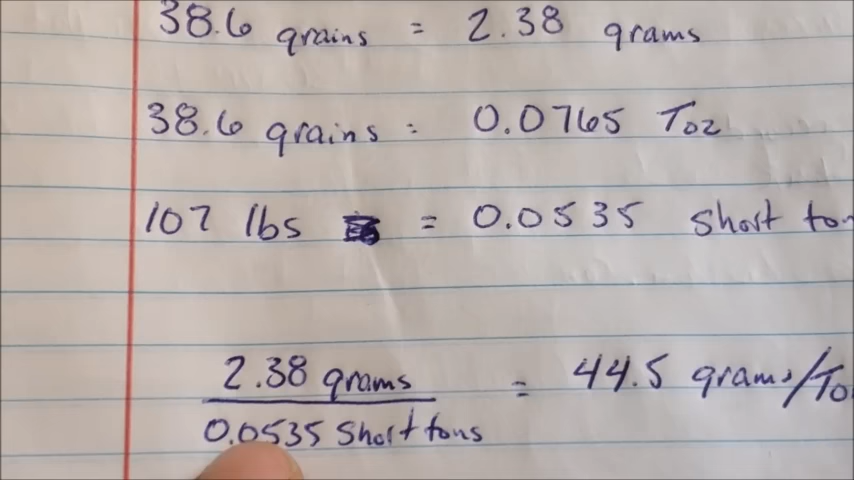 38.6 grains = 2.38 grams
38.6 grains = 0.0765 Toz
107 lbs = 0.0535 Short to
2.38 grams
0.0535 Short tons
= 44.5 grams/To